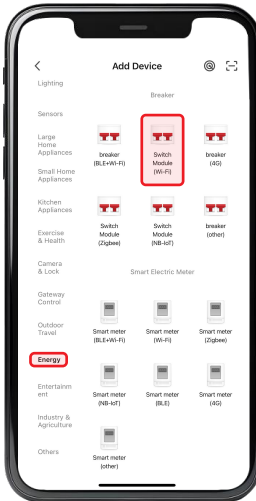 Add Device
Lighting
Sensors
Large
Home
Appliances
Small Home
Appliances
Kitchen
Appliances
Exercise
& Health
Camera
& Lock
Gateway
Control
Outdoor
Travel
Energy
Entertainm
ent
Industry &
Agriculture
Others
Breaker
breaker
(BLE+Wi-Fi)
Switch
Module
(Wi-Fi)
breaker
(4G)
Switch
Module
(Zigbee)
Switch
Module
(NB-IoT)
breaker
(other)
Smart Electric Meter
Smart meter
(BLE+Wi-Fi)
Smart meter
(Wi-Fi)
Smart meter
(Zigbee)
Smart meter
(NB-IoT)
Smart meter
(BLE)
Smart meter
(4G)
Smart meter
(other)